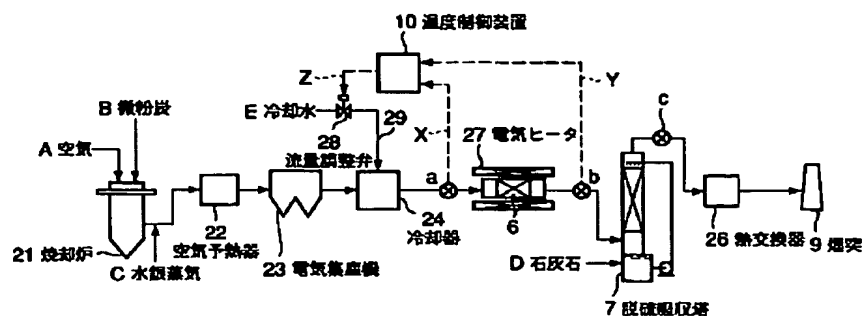 10 温度制御装置
Z
Y
B 微粉炭
E 冷却水
29
c
A 空気
28
流量調整弁
X
27 電気ヒータ
a
b
6
22
空気予熱器
24
冷却器
26 熱交換器
9 煙突
21 焼却炉
C 水銀蒸気
23 電気集塵機
D 石灰石
7 脱硫吸収塔